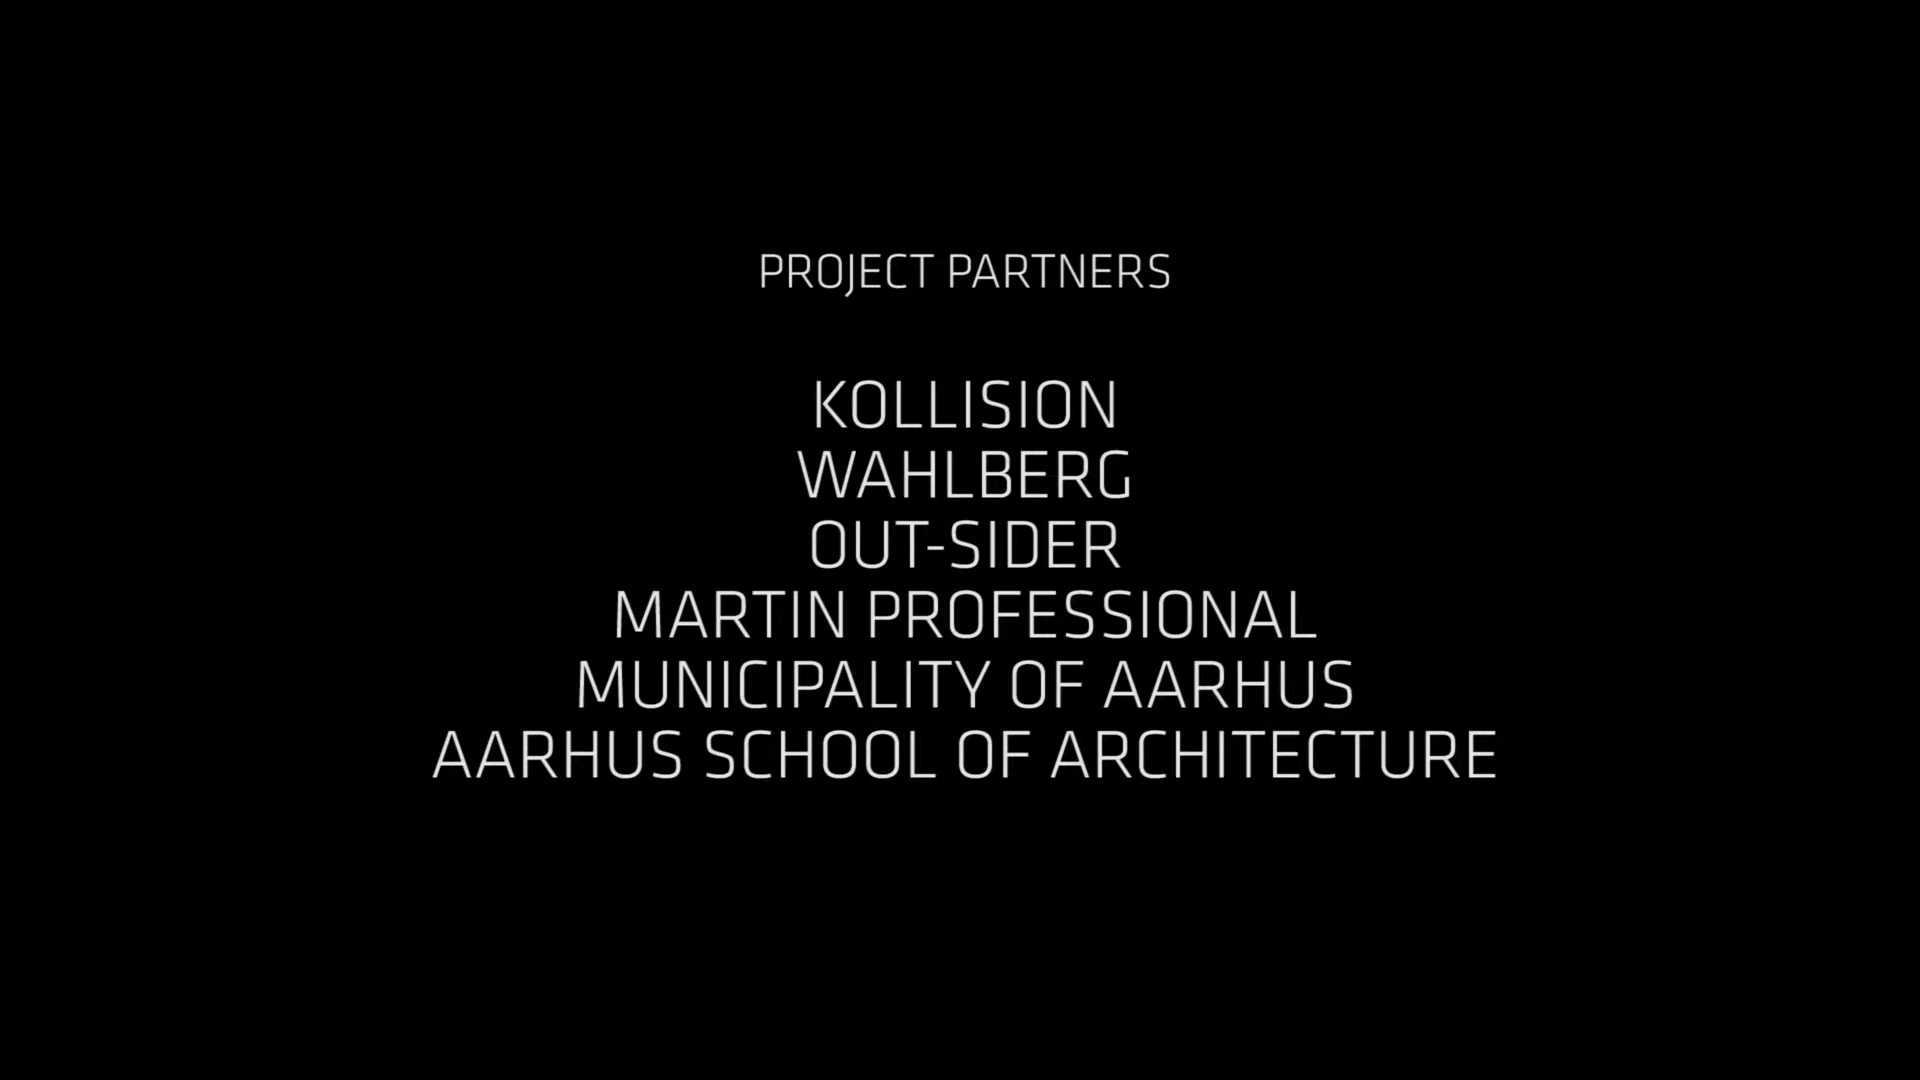 PROJECT PARTNERS
KOLLISION
WAHLBERG
OUT-SIDER
MARTIN PROFESSIONAL
MUNICIPALITY OF AARHUS
AARHUS SCHOOL OF ARCHITECTURE